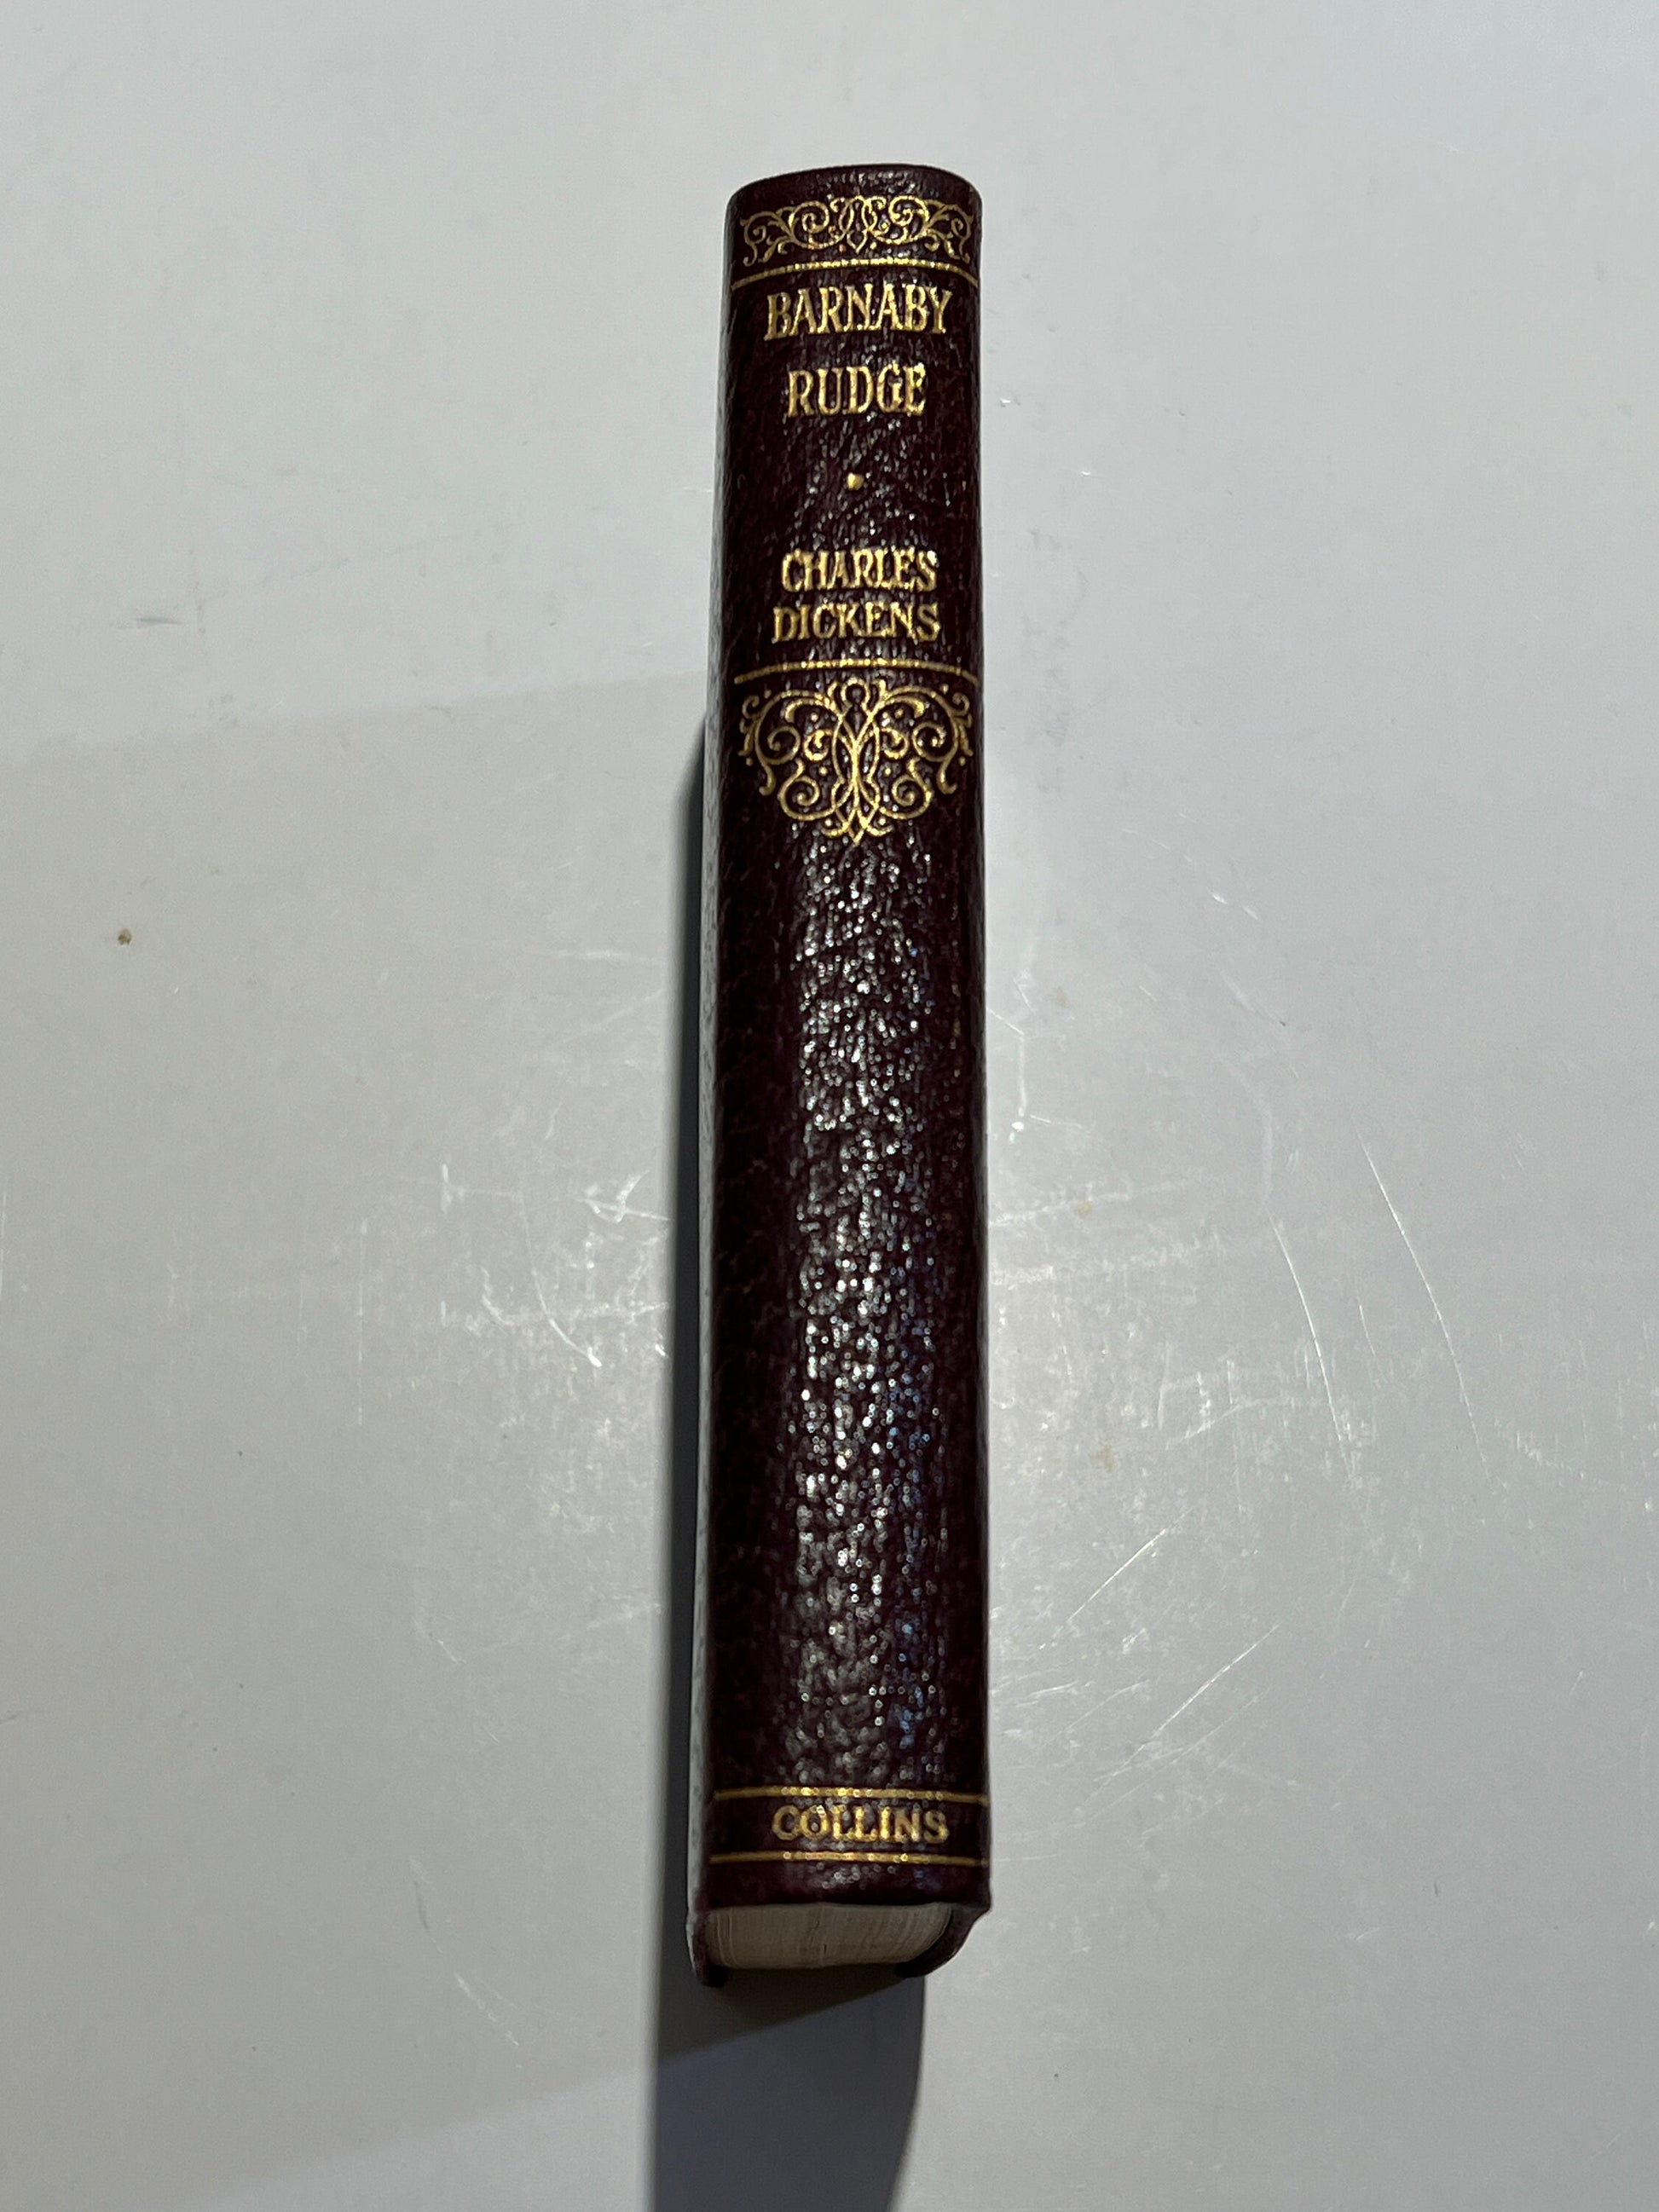 BARNABY
RUDGE
CHARLES
DICKENS
COLLINS